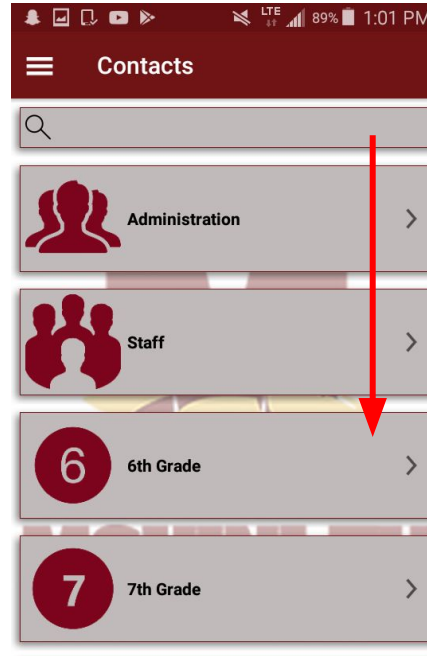 LTE 89% 1:01 PM
Contacts
Administration
Staff
6 6th Grade
7 7th Grade